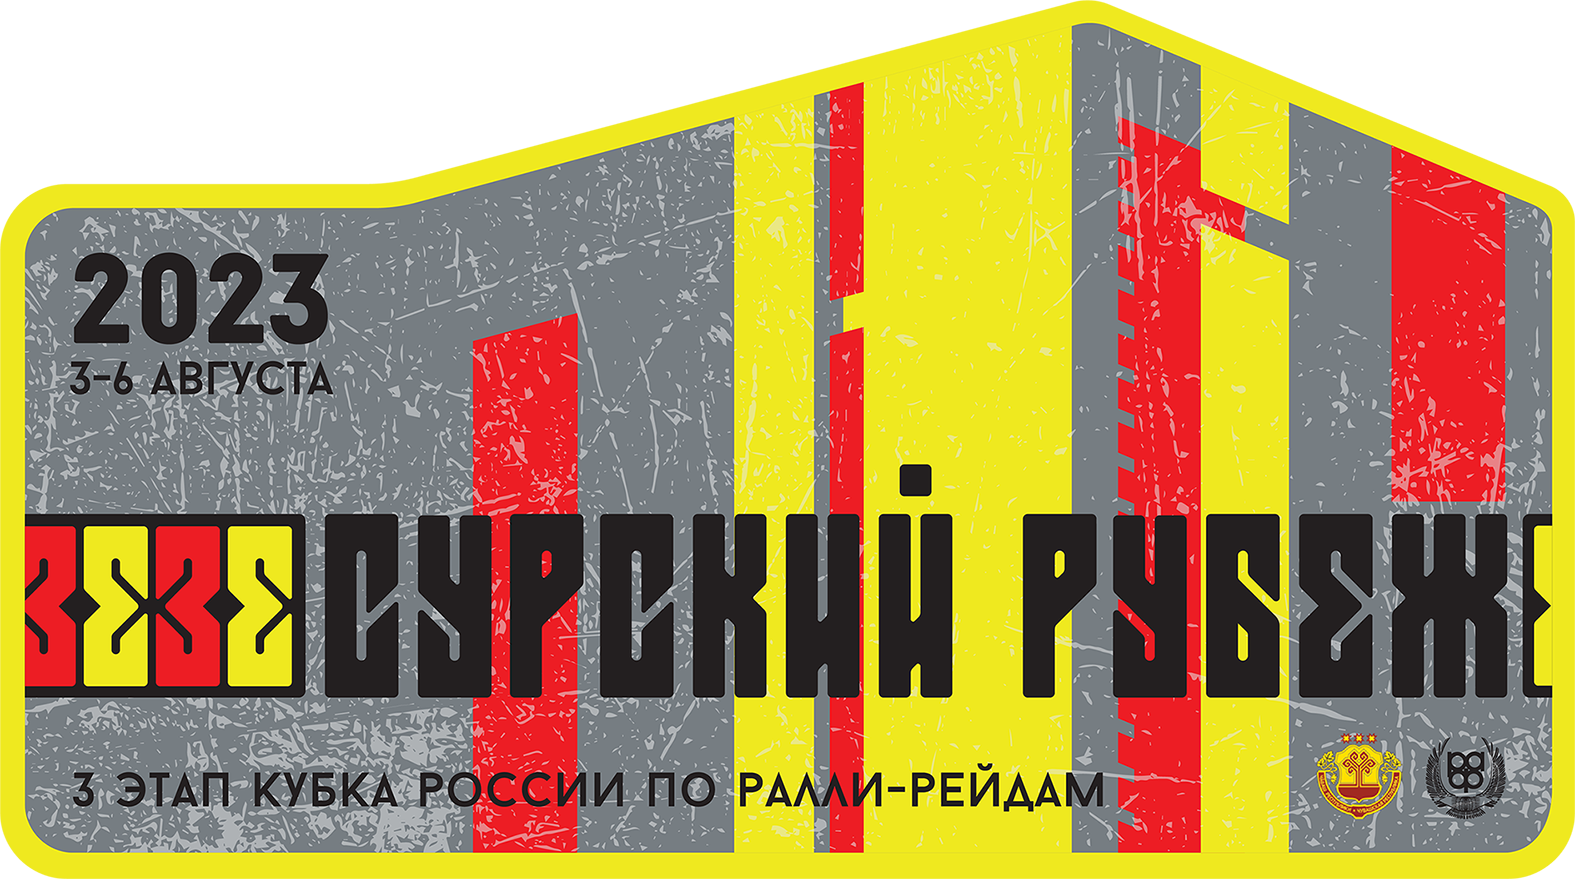 2023
3-6 АВГУСТА
СУРСКИЙ РУБЕЖ
3 ЭТАП КУБКА РОССИИ ПО РАЛЛИ-РЕЙДАМ